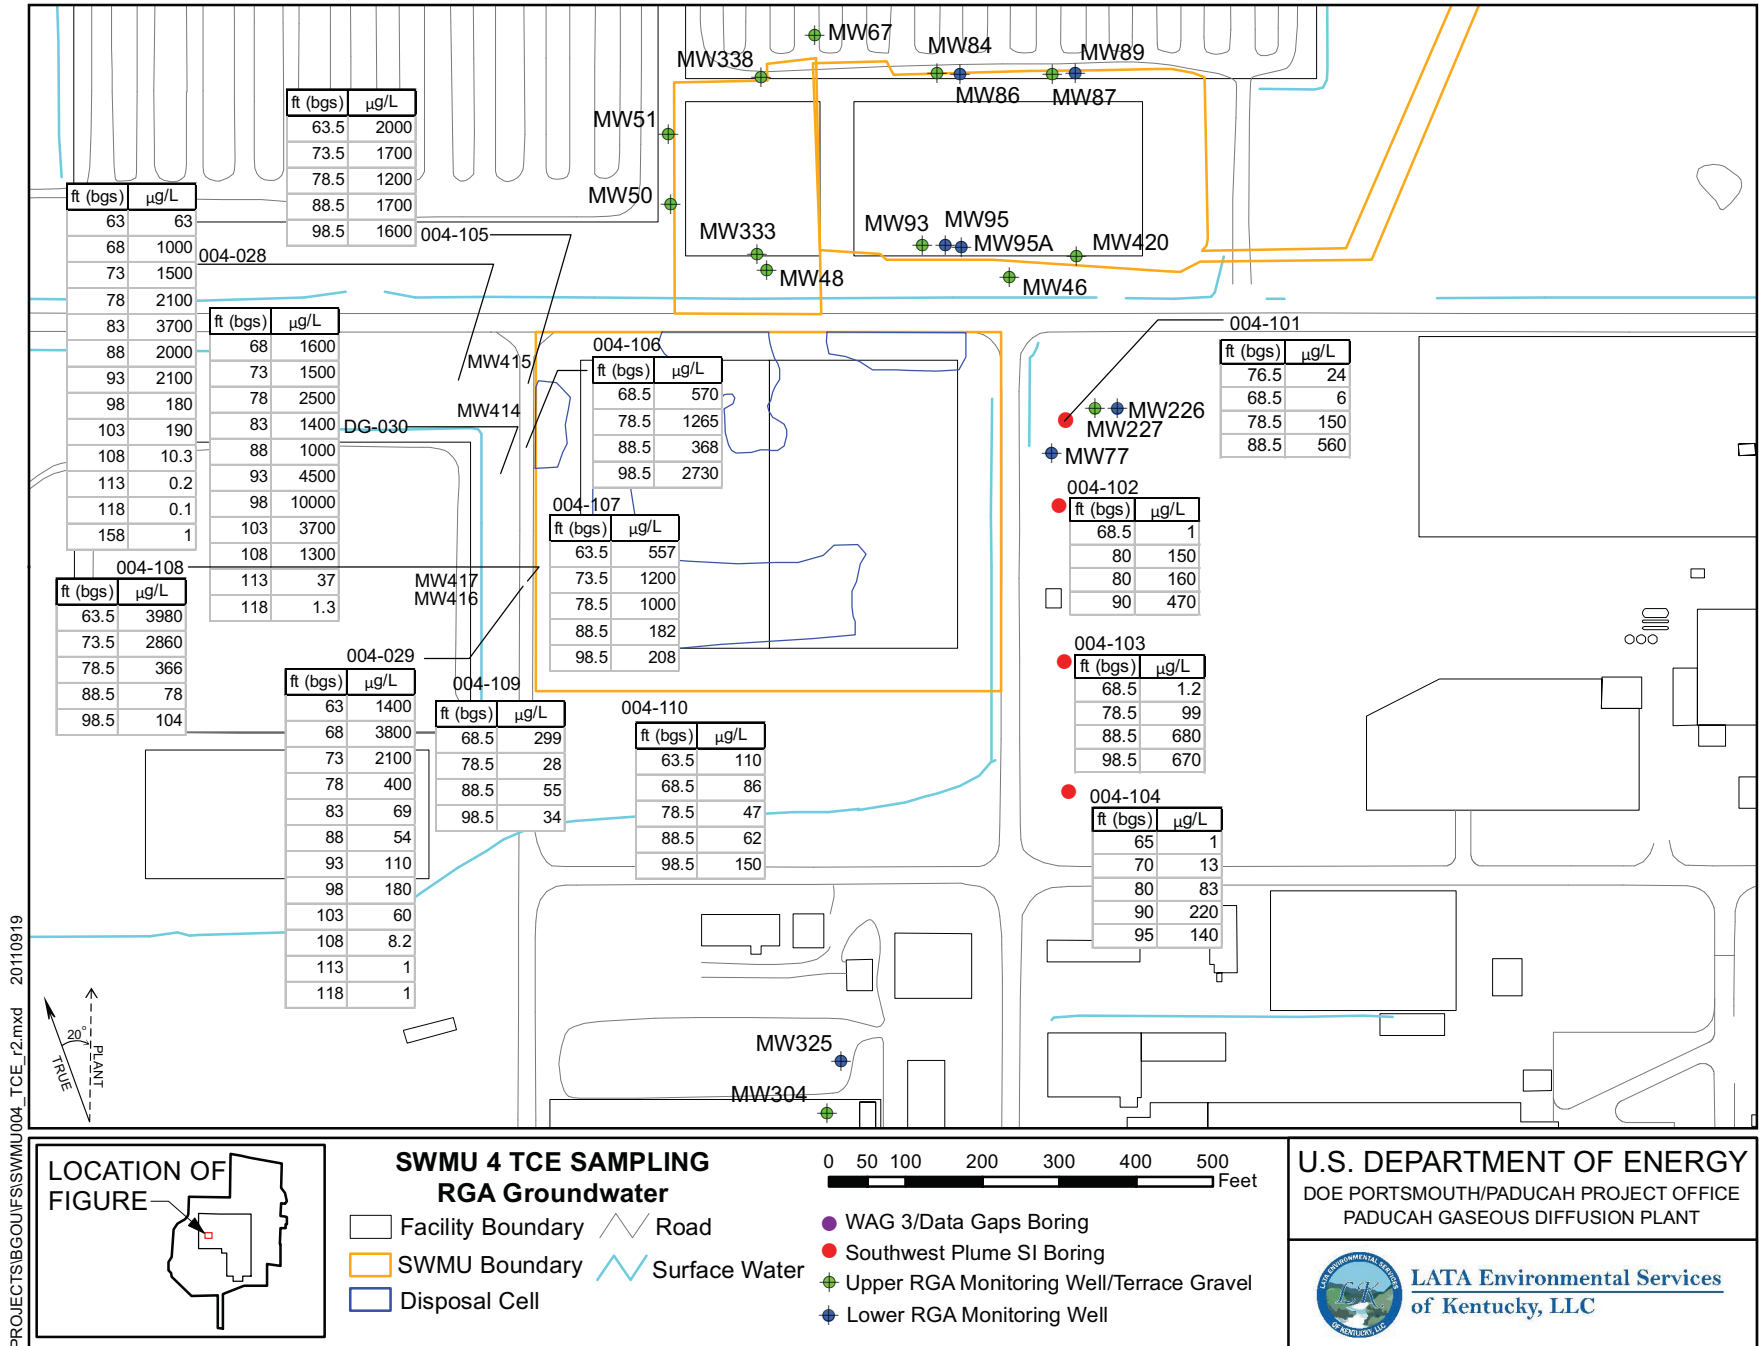 MW67
MW84
MW89
MW338
MW86
MW87
MW51
MW50
MW93
MW95
MW333
MW95A
MW420
MW48
MW46
ft (bgs) µg/L
63.5 2000
73.5 1700
78.5 1200
88.5 1700
98.5 1600
004-105
ft (bgs) µg/L
63 63
68 1000
73 1500
78 2100
83 3700
88 2000
93 2100
98 180
103 190
108 10.3
113 0.2
118 0.1
158 1
004-028
ft (bgs) µg/L
68 1600
73 1500
78 2500
83 1400
88 1000
93 4500
98 10000
103 3700
108 1300
113 37
118 1.3
DG-030
MW415
MW414
004-106
ft (bgs) µg/L
68.5 570
78.5 1265
88.5 368
98.5 2730
004-101
ft (bgs) µg/L
76.5 24
68.5 6
78.5 150
88.5 560
MW226
MW227
MW77
004-102
ft (bgs) µg/L
68.5 1
80 150
80 160
90 470
004-107
ft (bgs) µg/L
63.5 557
73.5 1200
78.5 1000
88.5 182
98.5 208
004-108
ft (bgs) µg/L
63.5 3980
73.5 2860
78.5 366
88.5 78
98.5 104
MW417
MW416
004-029
ft (bgs) µg/L
63 1400
68 3800
73 2100
78 400
83 69
88 54
93 110
98 180
103 60
108 8.2
113 1
118 1
004-109
ft (bgs) µg/L
68.5 299
78.5 28
88.5 55
98.5 34
004-110
ft (bgs) µg/L
63.5 110
68.5 86
78.5 47
88.5 62
98.5 150
004-103
ft (bgs) µg/L
68.5 1.2
78.5 99
88.5 680
98.5 670
004-104
ft (bgs) µg/L
65 1
70 13
80 83
90 220
95 140
MW325
MW304
20°
TRUE
PLANT
PROJECTS\BGOU\FS\SWMU004_TCE_r2.mxd 20110919
LOCATION OF
FIGURE
SWMU 4 TCE SAMPLING
RGA Groundwater
Facility Boundary
Road
SWMU Boundary
Surface Water
Disposal Cell
0 50 100 200 300 400 500
Feet
WAG 3/Data Gaps Boring
Southwest Plume SI Boring
Upper RGA Monitoring Well/Terrace Gravel
Lower RGA Monitoring Well
U.S. DEPARTMENT OF ENERGY
DOE PORTSMOUTH/PADUCAH PROJECT OFFICE
PADUCAH GASEOUS DIFFUSION PLANT
LATA ENVIRONMENTAL SERVICES
LK
OF KENTUCKY, LLC
LATA Environmental Services
of Kentucky, LLC